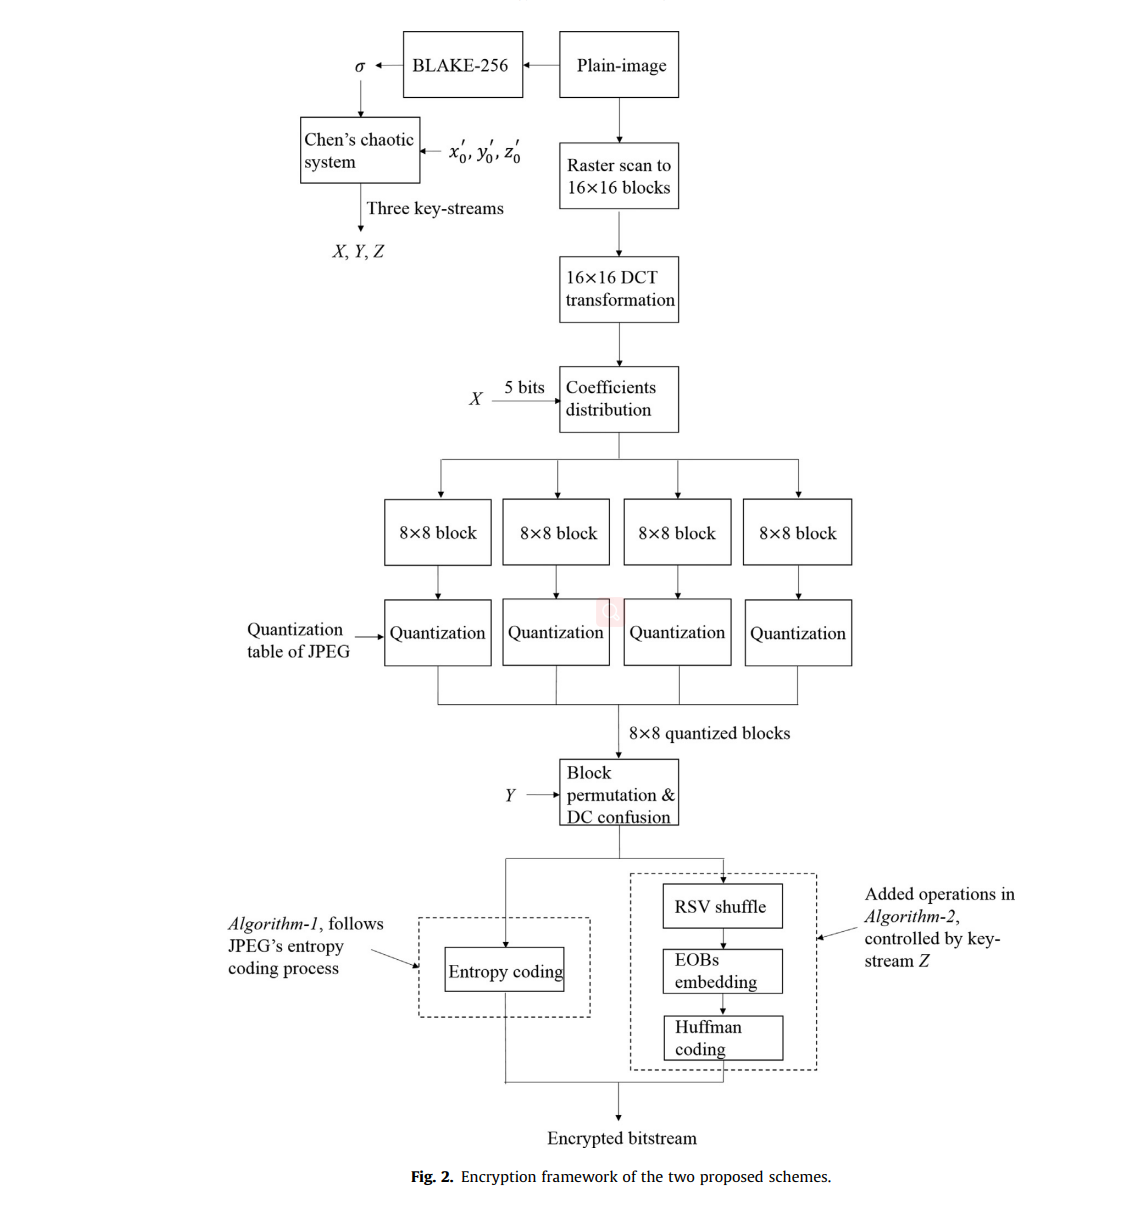 σ
BLAKE-256
Plain-image
Chen's chaotic
system
x′₀, y′₀, z′₀
Raster scan to
16×16 blocks
Three key-streams
X, Y, Z
16×16 DCT
transformation
X
5 bits
Coefficients
distribution
8×8 block
8×8 block
8×8 block
8×8 block
Quantization
table of JPEG
Quantization
Quantization
Quantization
Quantization
8×8 quantized blocks
Y
Block
permutation &
DC confusion
Algorithm-1, follows
JPEG's entropy
coding process
Entropy coding
RSV shuffle
EOBs
embedding
Huffman
coding
Added operations in
Algorithm-2,
controlled by key-
stream Z
Encrypted bitstream
Fig. 2. Encryption framework of the two proposed schemes.